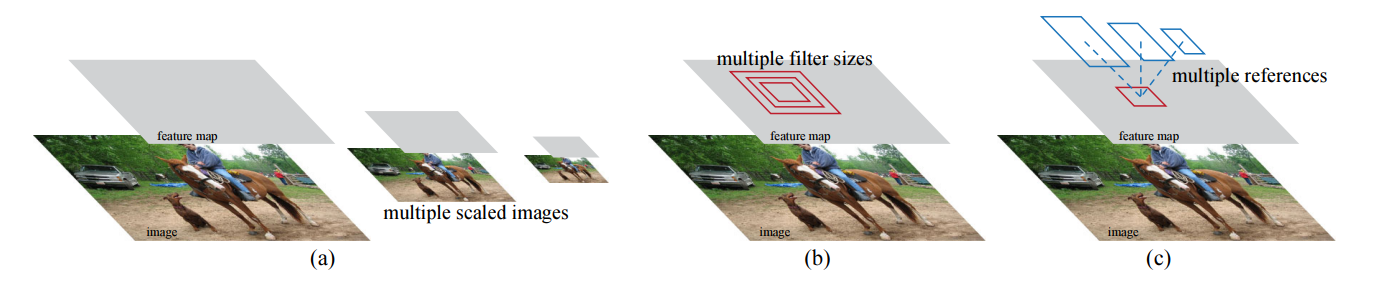 multiple filter sizes
multiple references
feature map
feature map
feature map
multiple scaled images
image
image
image
(a)
(b)
(c)